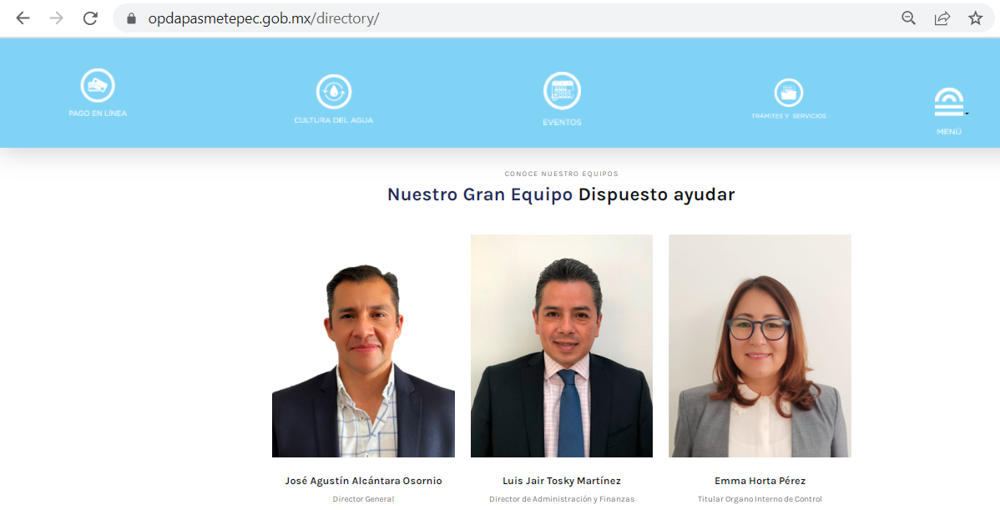 opdapasmetepec.gob.mx/directory/
PAGO EN LÍNEA
CULTURA DEL AGUA
EVENTOS
TRÁMITES Y SERVICIOS
MENÚ
CONOCE NUESTRO EQUIPOS
Nuestro Gran Equipo Dispuesto ayudar
José Agustín Alcántara Osornio
Director General
Luis Jair Tosky Martínez
Director de Administración y Finanzas
Emma Horta Pérez
Titular Organo Interno de Control